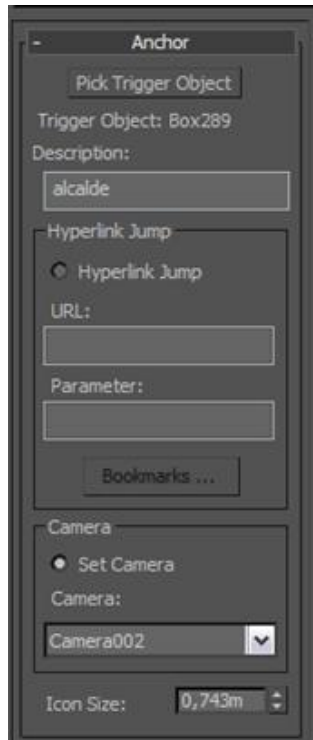 - Anchor
Pick Trigger Object
Trigger Object: Box289
Description:
alcalde
Hyperlink Jump
Hyperlink Jump
URL:
Parameter:
Bookmarks ...
Camera
Set Camera
Camera:
Camera002
Icon Size: 0,743m